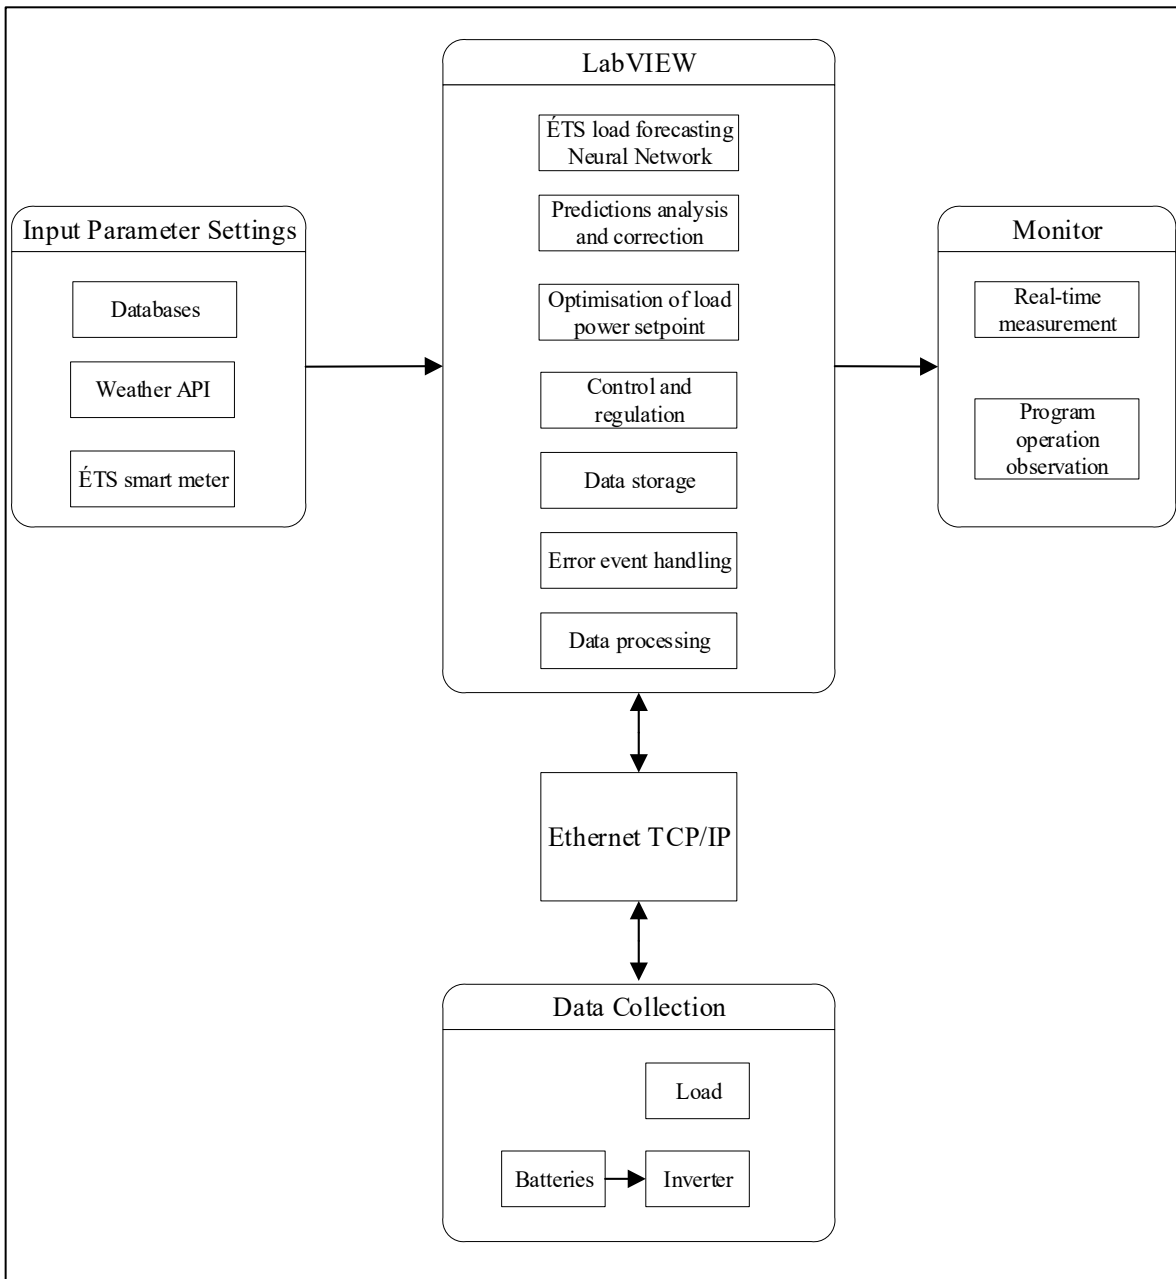 LabVIEW
ÉTS load forecasting
Neural Network
Predictions analysis
and correction
Optimisation of load
power setpoint
Control and
regulation
Data storage
Error event handling
Data processing
Input Parameter Settings
Databases
Weather API
ÉTS smart meter
Monitor
Real-time
measurement
Program
operation
observation
Ethernet TCP/IP
Data Collection
Load
Batteries
Inverter